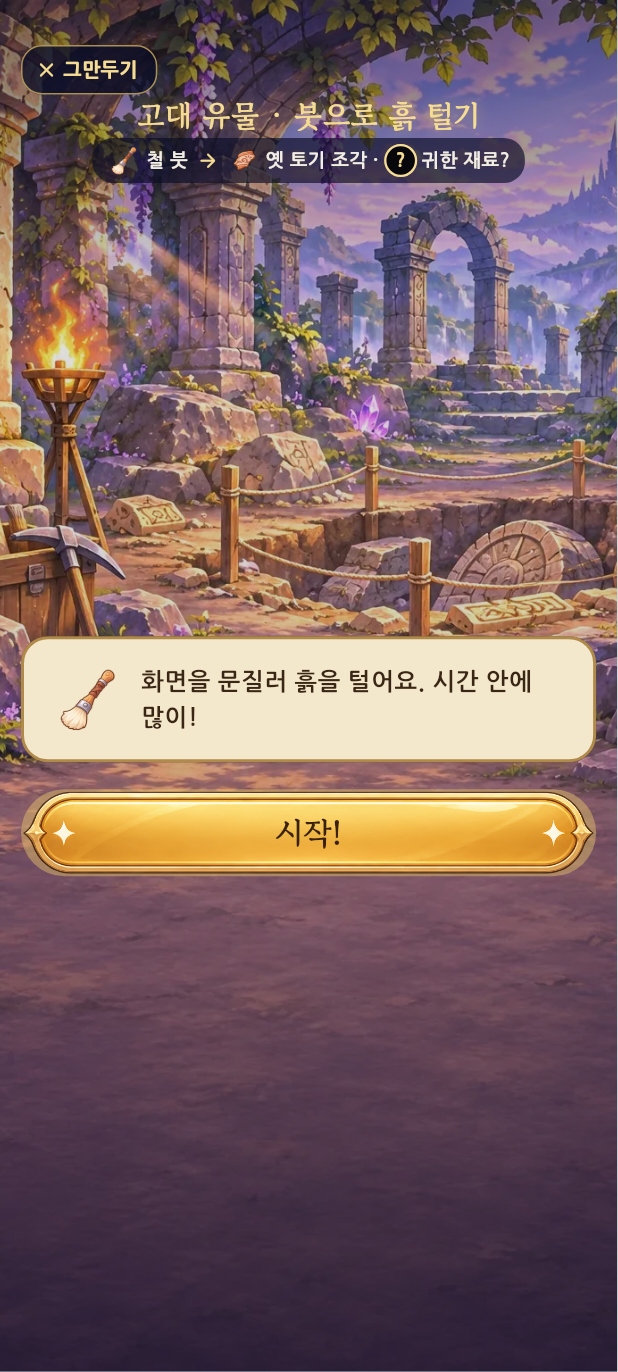 × 그만두기
고대 유물 · 붓으로 흙 털기
철 붓 → 옛 토기 조각 · ? 귀한 재료?
화면을 문질러 흙을 털어요. 시간 안에
많이!
시작!